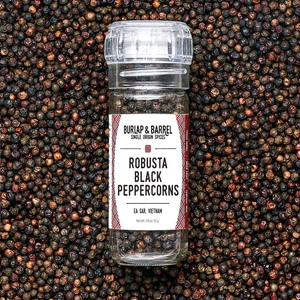 BURLAP & BARREL
SINGLE ORIGIN SPICES
ROBUSTA
BLACK
PEPPERCORNS
EA SAR, VIETNAM